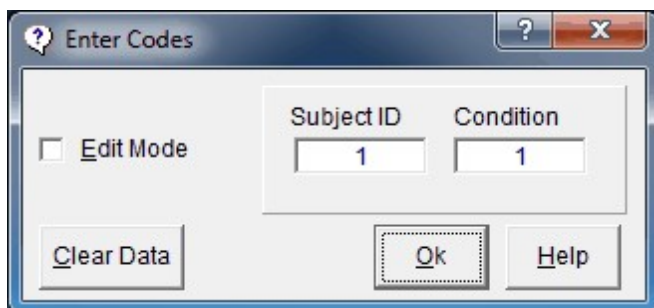 Enter Codes
Subject ID Condition
Edit Mode 1 1
Clear Data Ok Help